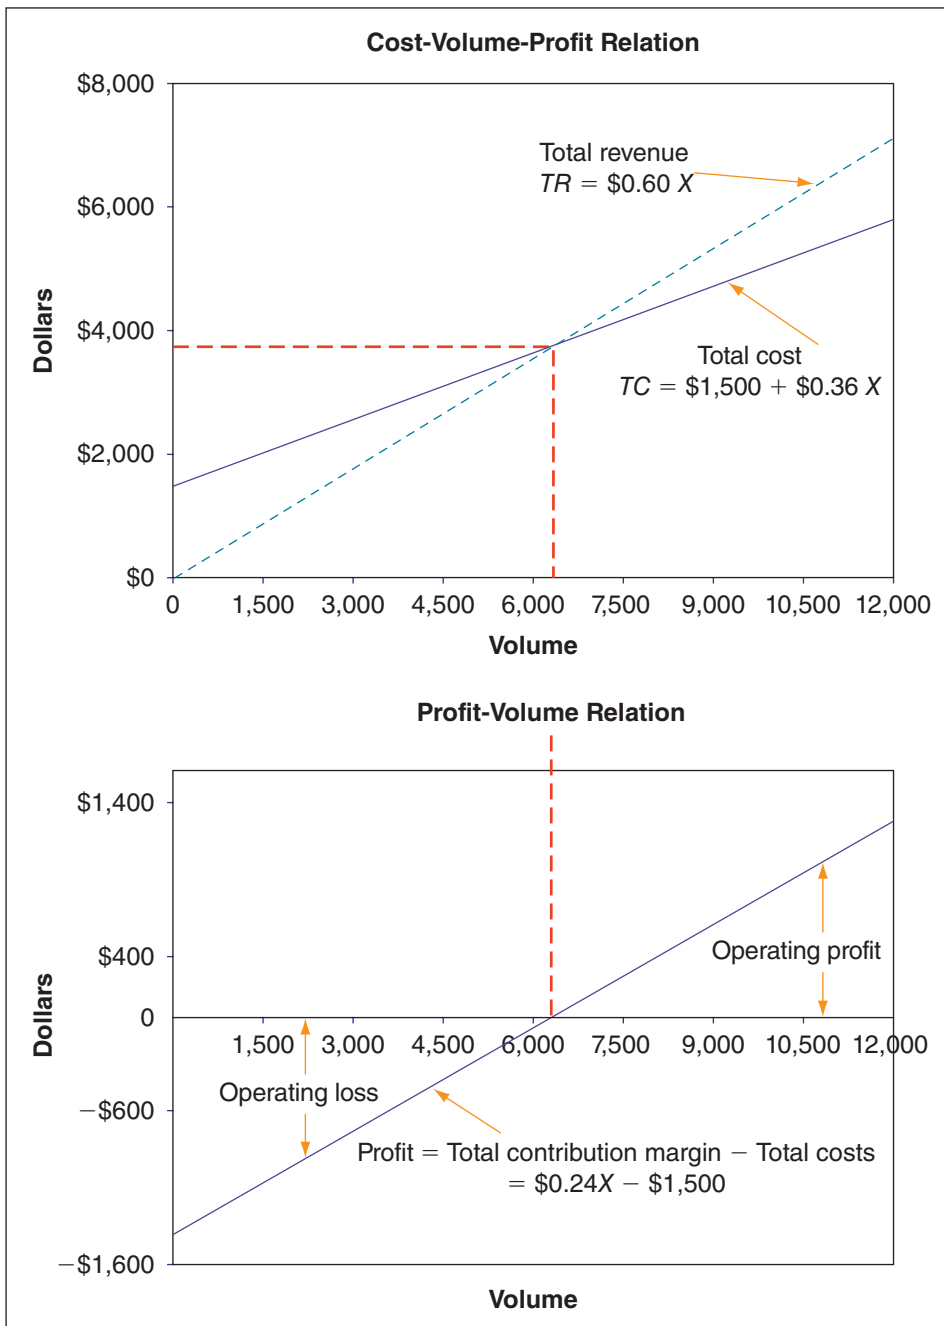 Cost-Volume-Profit Relation
$8,000
$6,000
$4,000
$2,000
$0
Dollars
Total revenue
TR = $0.60 X
Total cost
TC = $1,500 + $0.36 X
0 1,500 3,000 4,500 6,000 7,500 9,000 10,500 12,000
Volume
Profit-Volume Relation
$1,400
$400
0
−$600
−$1,600
Dollars
Operating profit
1,500 3,000 4,500 6,000 7,500 9,000 10,500 12,000
Operating loss
Profit = Total contribution margin − Total costs
= $0.24X − $1,500
Volume